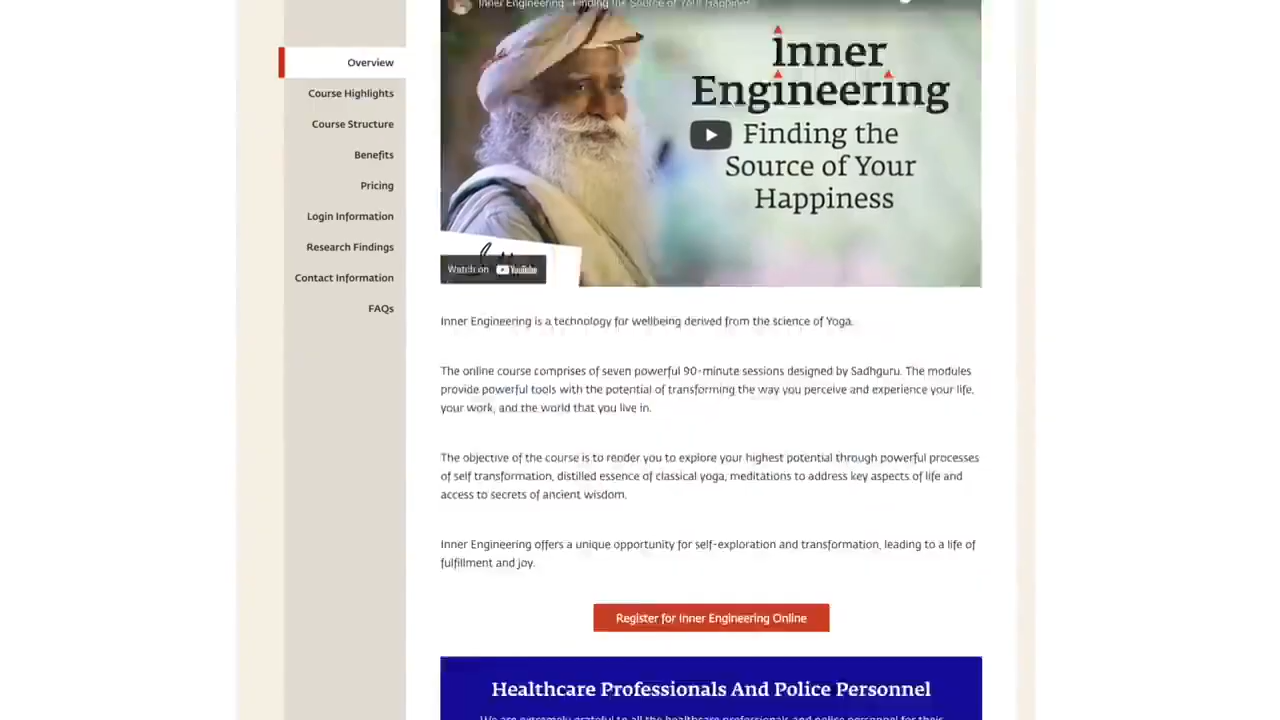 Inner Engineering - Finding the Source of Your Happiness
Overview
Course Highlights
Course Structure
Benefits
Pricing
Login Information
Research Findings
Contact Information
FAQs
Inner
Engineering
Finding the
Source of Your
Happiness
Watch on YouTube
Inner Engineering is a technology for wellbeing derived from the science of Yoga.
The online course comprises of seven powerful 90-minute sessions designed by Sadhguru. The modules
provide powerful tools with the potential of transforming the way you perceive and experience your life,
your work, and the world that you live in.
The objective of the course is to render you to explore your highest potential through powerful processes
of self transformation, distilled essence of classical yoga, meditations to address key aspects of life and
access to secrets of ancient wisdom.
Inner Engineering offers a unique opportunity for self-exploration and transformation, leading to a life of
fulfillment and joy.
Register for Inner Engineering Online
Healthcare Professionals And Police Personnel
We are extremely grateful to all the healthcare professionals and police personnel for their